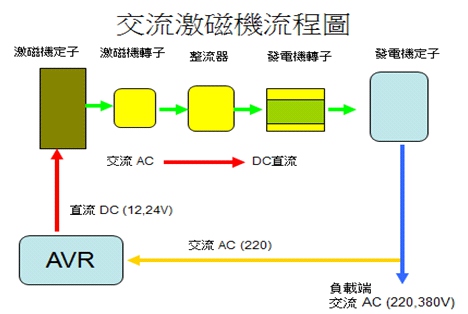 交流激磁機流程圖
激磁機定子
激磁機轉子
整流器
發電機轉子
發電機定子
交流 AC
DC直流
直流 DC (12,24V)
AVR
交流 AC (220)
負載端
交流 AC (220,380V)